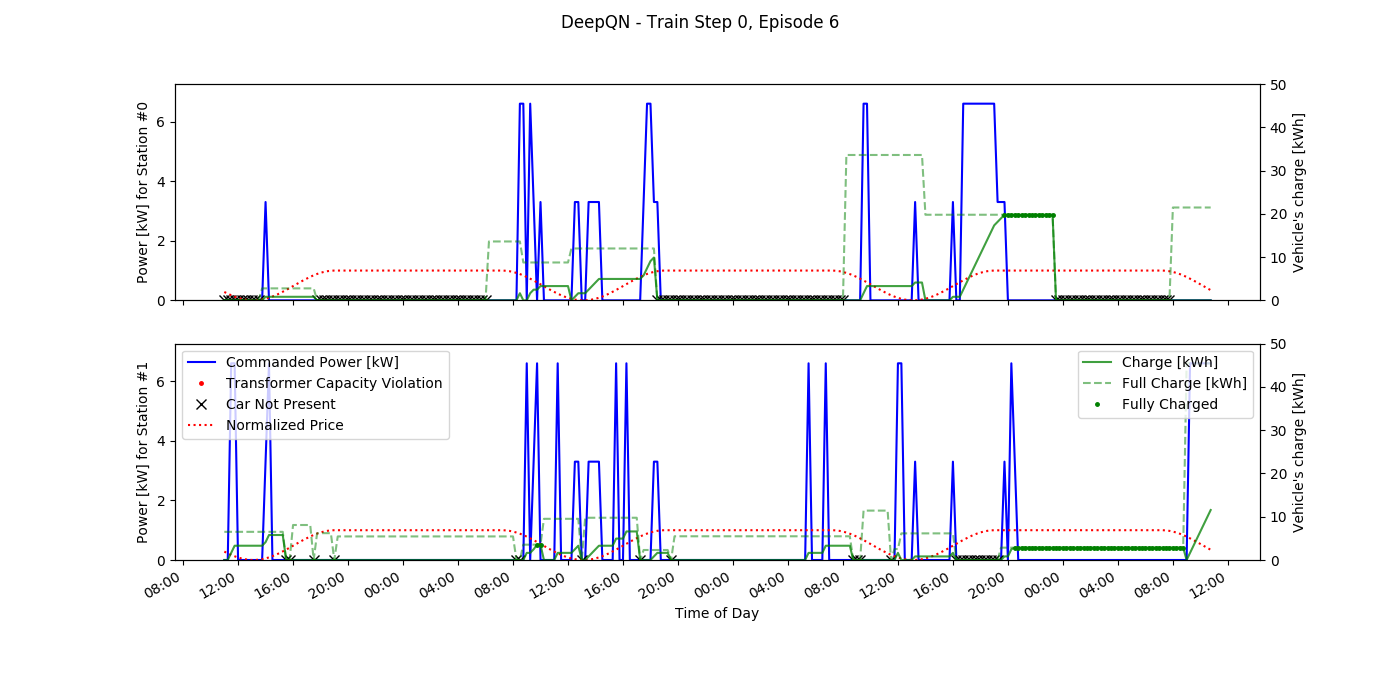 DeepQN - Train Step 0, Episode 6
Power [kW] for Station #0
6
4
2
0
50
40
30
20
10
0
Vehicle's charge [kWh]
Power [kW] for Station #1
6
4
2
0
Commanded Power [kW]
Transformer Capacity Violation
Car Not Present
Normalized Price
Charge [kWh]
Full Charge [kWh]
Fully Charged
50
40
30
20
10
0
Vehicle's charge [kWh]
08:00 12:00 16:00 20:00 00:00 04:00 08:00 12:00 16:00 20:00 00:00 04:00 08:00 12:00 16:00 20:00 00:00 04:00 08:00 12:00
Time of Day